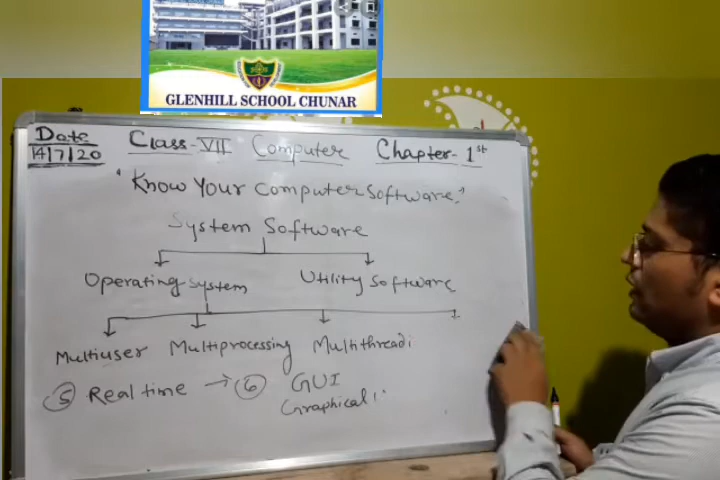 GLENHILL SCHOOL CHUNAR
Date Class-VII Computer Chapter-1st
14/7/20
"Know Your Computer Software."
System Software
Operating System Utility Software
Multiuser Multiprocessing Multithreadi
5 Real time → 6 GUI
Graphical